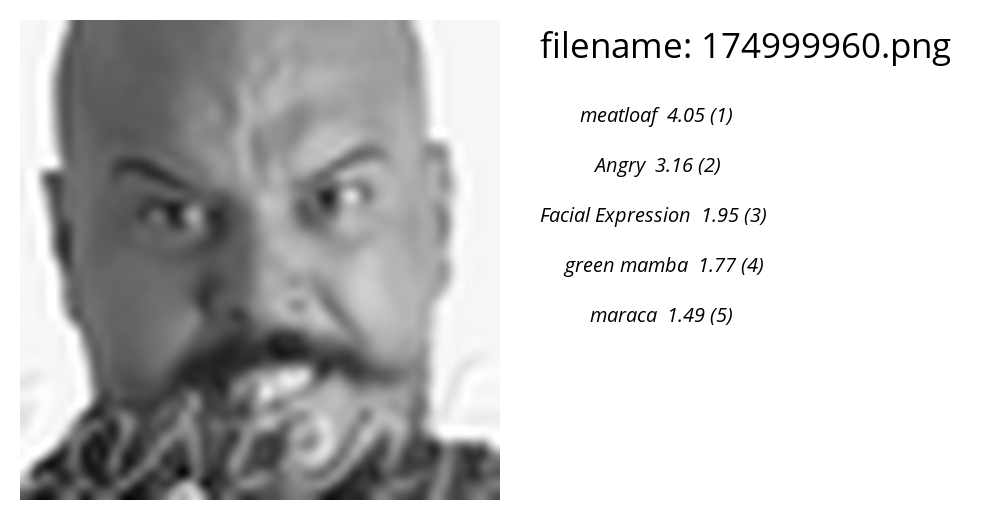 filename: 174999960.png
meatloaf 4.05 (1)
Angry 3.16 (2)
Facial Expression 1.95 (3)
green mamba 1.77 (4)
maraca 1.49 (5)